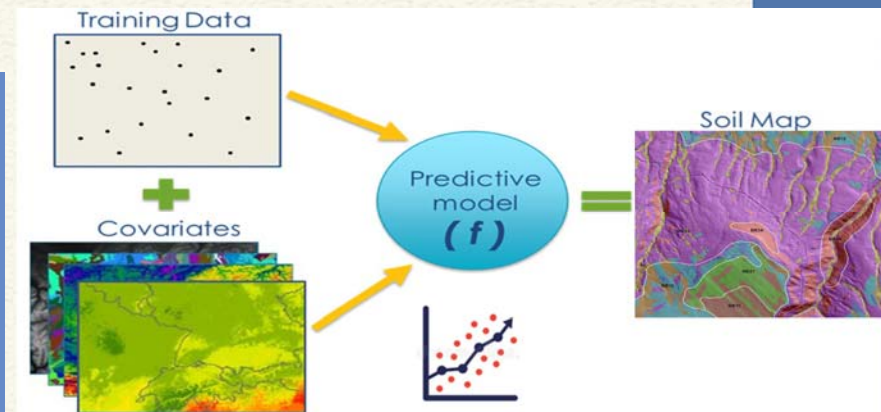 Training Data
Covariates
Predictive
model
( f )
Soil Map